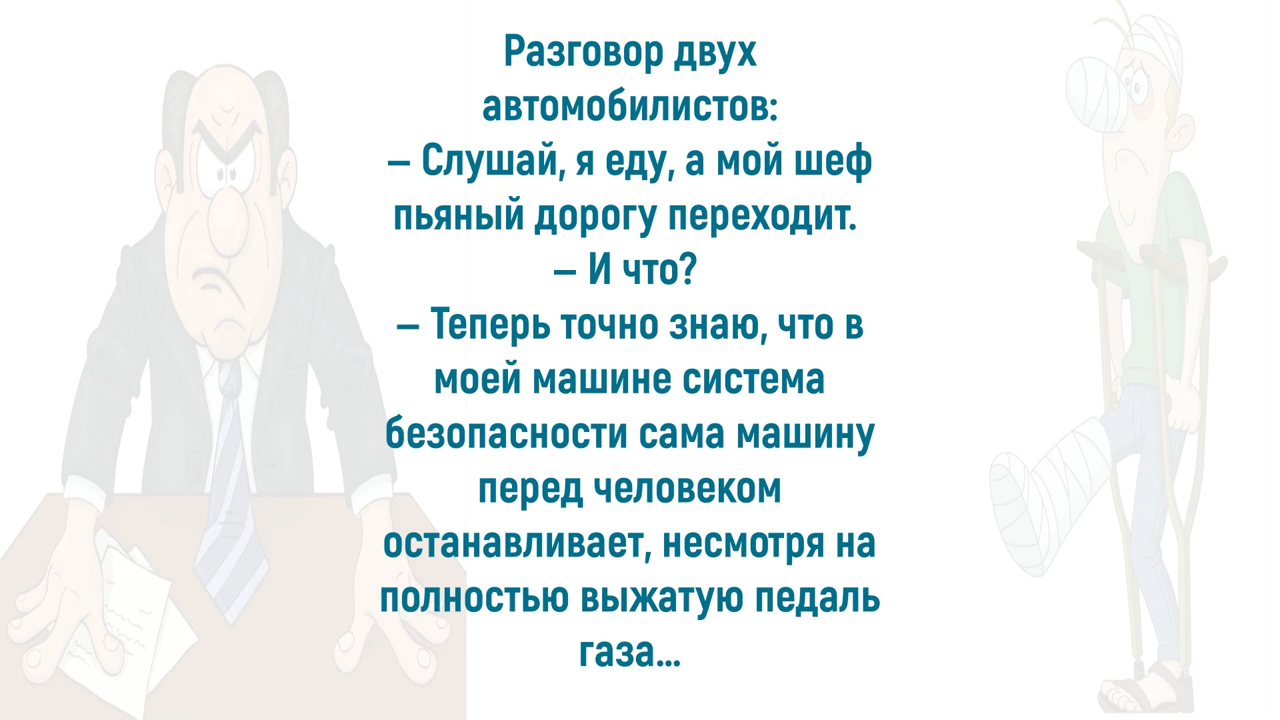 Разговор двух
автомобилистов:
– Слушай, я еду, а мой шеф
пьяный дорогу переходит.
– И что?
– Теперь точно знаю, что в
моей машине система
безопасности сама машину
перед человеком
останавливает, несмотря на
полностью выжатую педаль
газа...